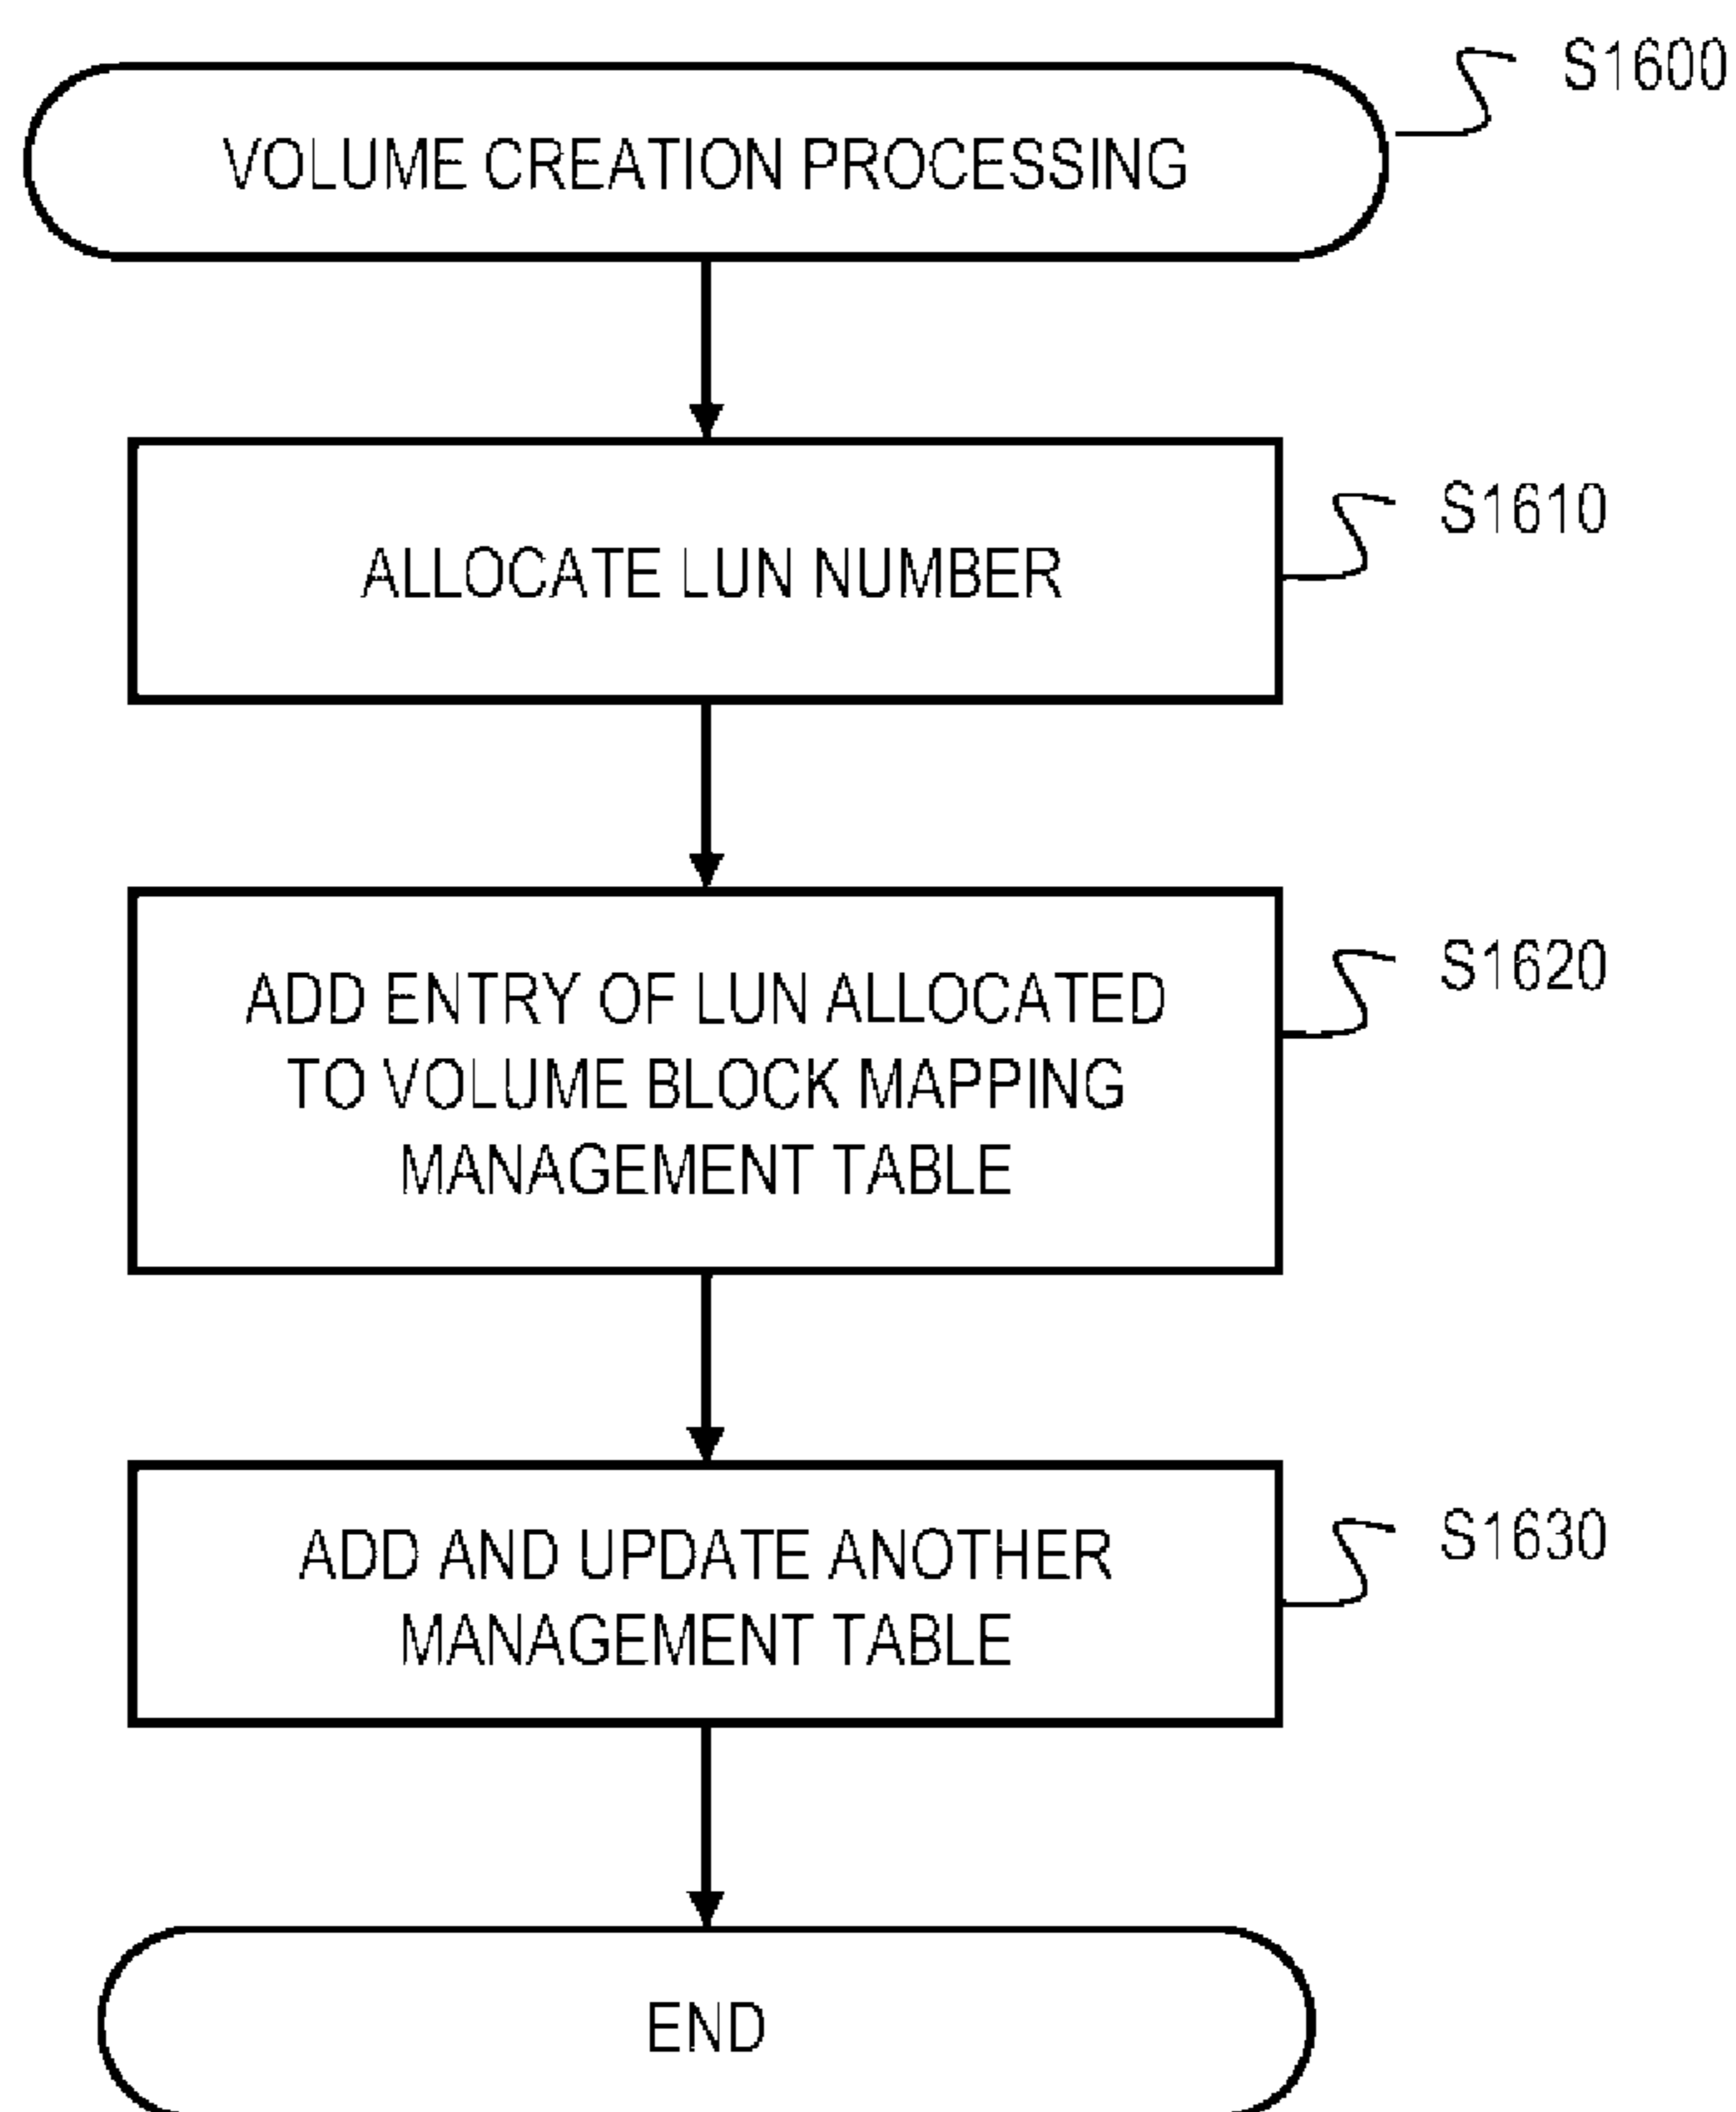 S1600
VOLUME CREATION PROCESSING
S1610
ALLOCATE LUN NUMBER
S1620
ADD ENTRY OF LUN ALLOCATED
TO VOLUME BLOCK MAPPING
MANAGEMENT TABLE
S1630
ADD AND UPDATE ANOTHER
MANAGEMENT TABLE
END